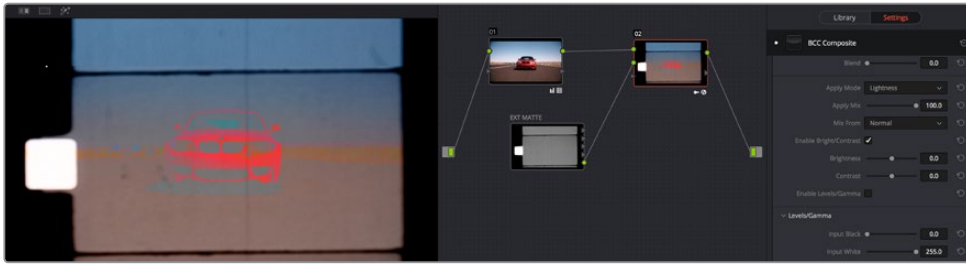 Library Settings
01
02
BCC Composite
Blend 0.0
Apply Mode Lightness
Apply Mix 100.0
EXT MATTE
Mix From Normal
Enable Bright/Contrast
Brightness 0.0
Contrast 0.0
Enable Levels/Gamma
Levels/Gamma
Input Black 0.0
Input White 255.0